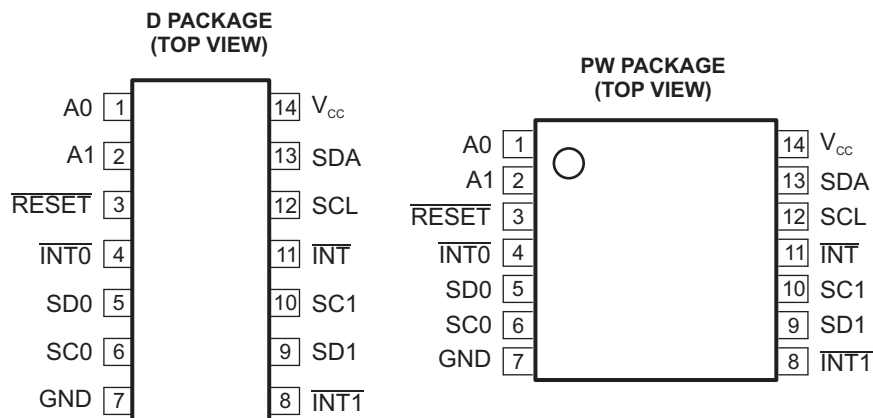 D PACKAGE
(TOP VIEW)
A0 1 14 VCC
A1 2 13 SDA
RESET 3 12 SCL
INT0 4 11 INT
SD0 5 10 SC1
SC0 6 9 SD1
GND 7 8 INT1
PW PACKAGE
(TOP VIEW)
A0 1 14 VCC
A1 2 13 SDA
RESET 3 12 SCL
INT0 4 11 INT
SD0 5 10 SC1
SC0 6 9 SD1
GND 7 8 INT1